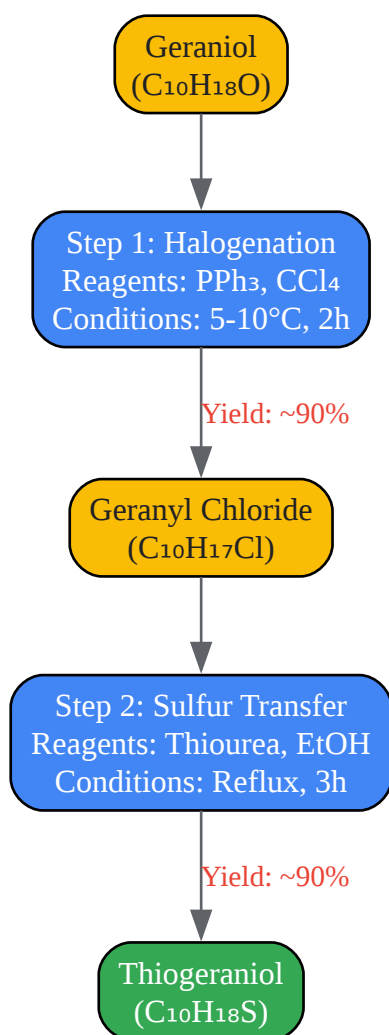 Geraniol
(C₁₀H₁₈O)
Step 1: Halogenation
Reagents: PPh₃, CCl₄
Conditions: 5-10°C, 2h
Yield: ~90%
Geranyl Chloride
(C₁₀H₁₇Cl)
Step 2: Sulfur Transfer
Reagents: Thiourea, EtOH
Conditions: Reflux, 3h
Yield: ~90%
Thiogeraniol
(C₁₀H₁₈S)